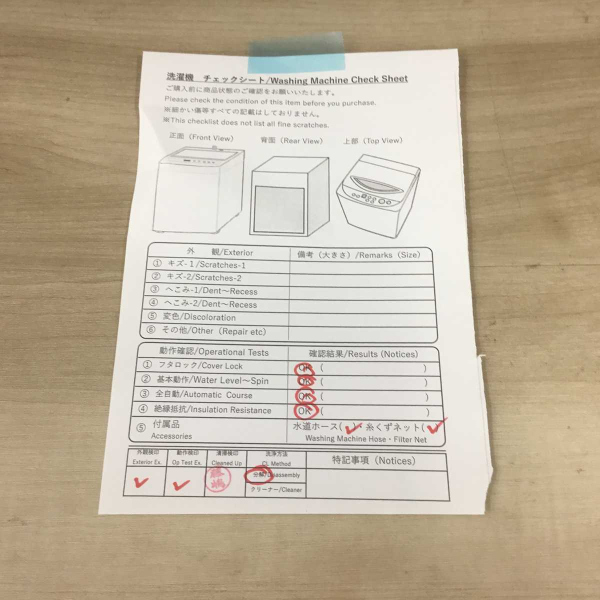 洗濯機 チェックシート/Washing Machine Check Sheet
ご購入前に商品状態のご確認をお願いいたします。
Please check the condition of this item before you purchase.
※細かい傷等すべての記載はしておりません。
※This checklist does not list all fine scratches.
正面 (Front View) 背面 (Rear View) 上部 (Top View)
外 観/Exterior 備考 (大きさ) /Remarks (Size)
① キズ-1/Scratches-1
② キズ-2/Scratches-2
③ へこみ-1/Dent～Recess
④ へこみ-2/Dent～Recess
⑤ 変色/Discoloration
⑥ その他/Other (Repair etc)
動作確認/Operational Tests 確認結果/Results (Notices)
① フタロック/Cover Lock OK ( )
② 基本動作/Water Level～Spin OK ( )
③ 全自動/Automatic Course OK ( )
④ 絶縁抵抗/Insulation Resistance OK ( )
⑤ 付属品 水道ホース(✓)・糸くずネット(✓)
Accessories Washing Machine Hose・Filter Net
外観検印 動作検印 清掃検印 洗浄方法 特記事項 (Notices)
Exterior Ex. Op Test Ex. Cleaned Up CL Method
✓ ✓ 分解/Disassembly
クリーナー/Cleaner